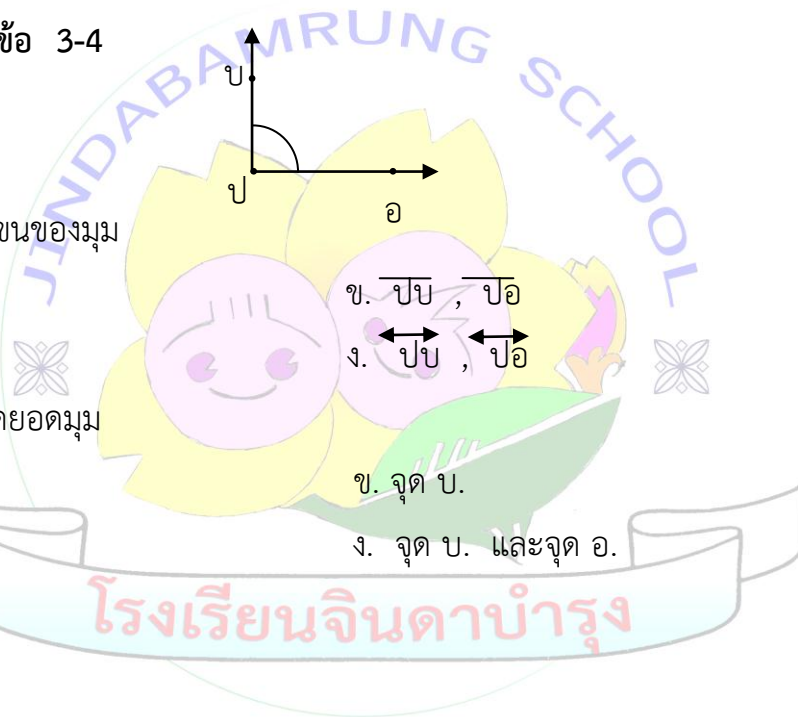 ข้อ 3-4
JINDABAMRUNG SCHOOL
บ
ป
อ
แขนของมุม
ข. ปบ , ปอ
ง. ปบ , ปอ
ยอดมุม
ข. จุด บ.
ง. จุด บ. และจุด อ.
โรงเรียนจินดาบำรุง